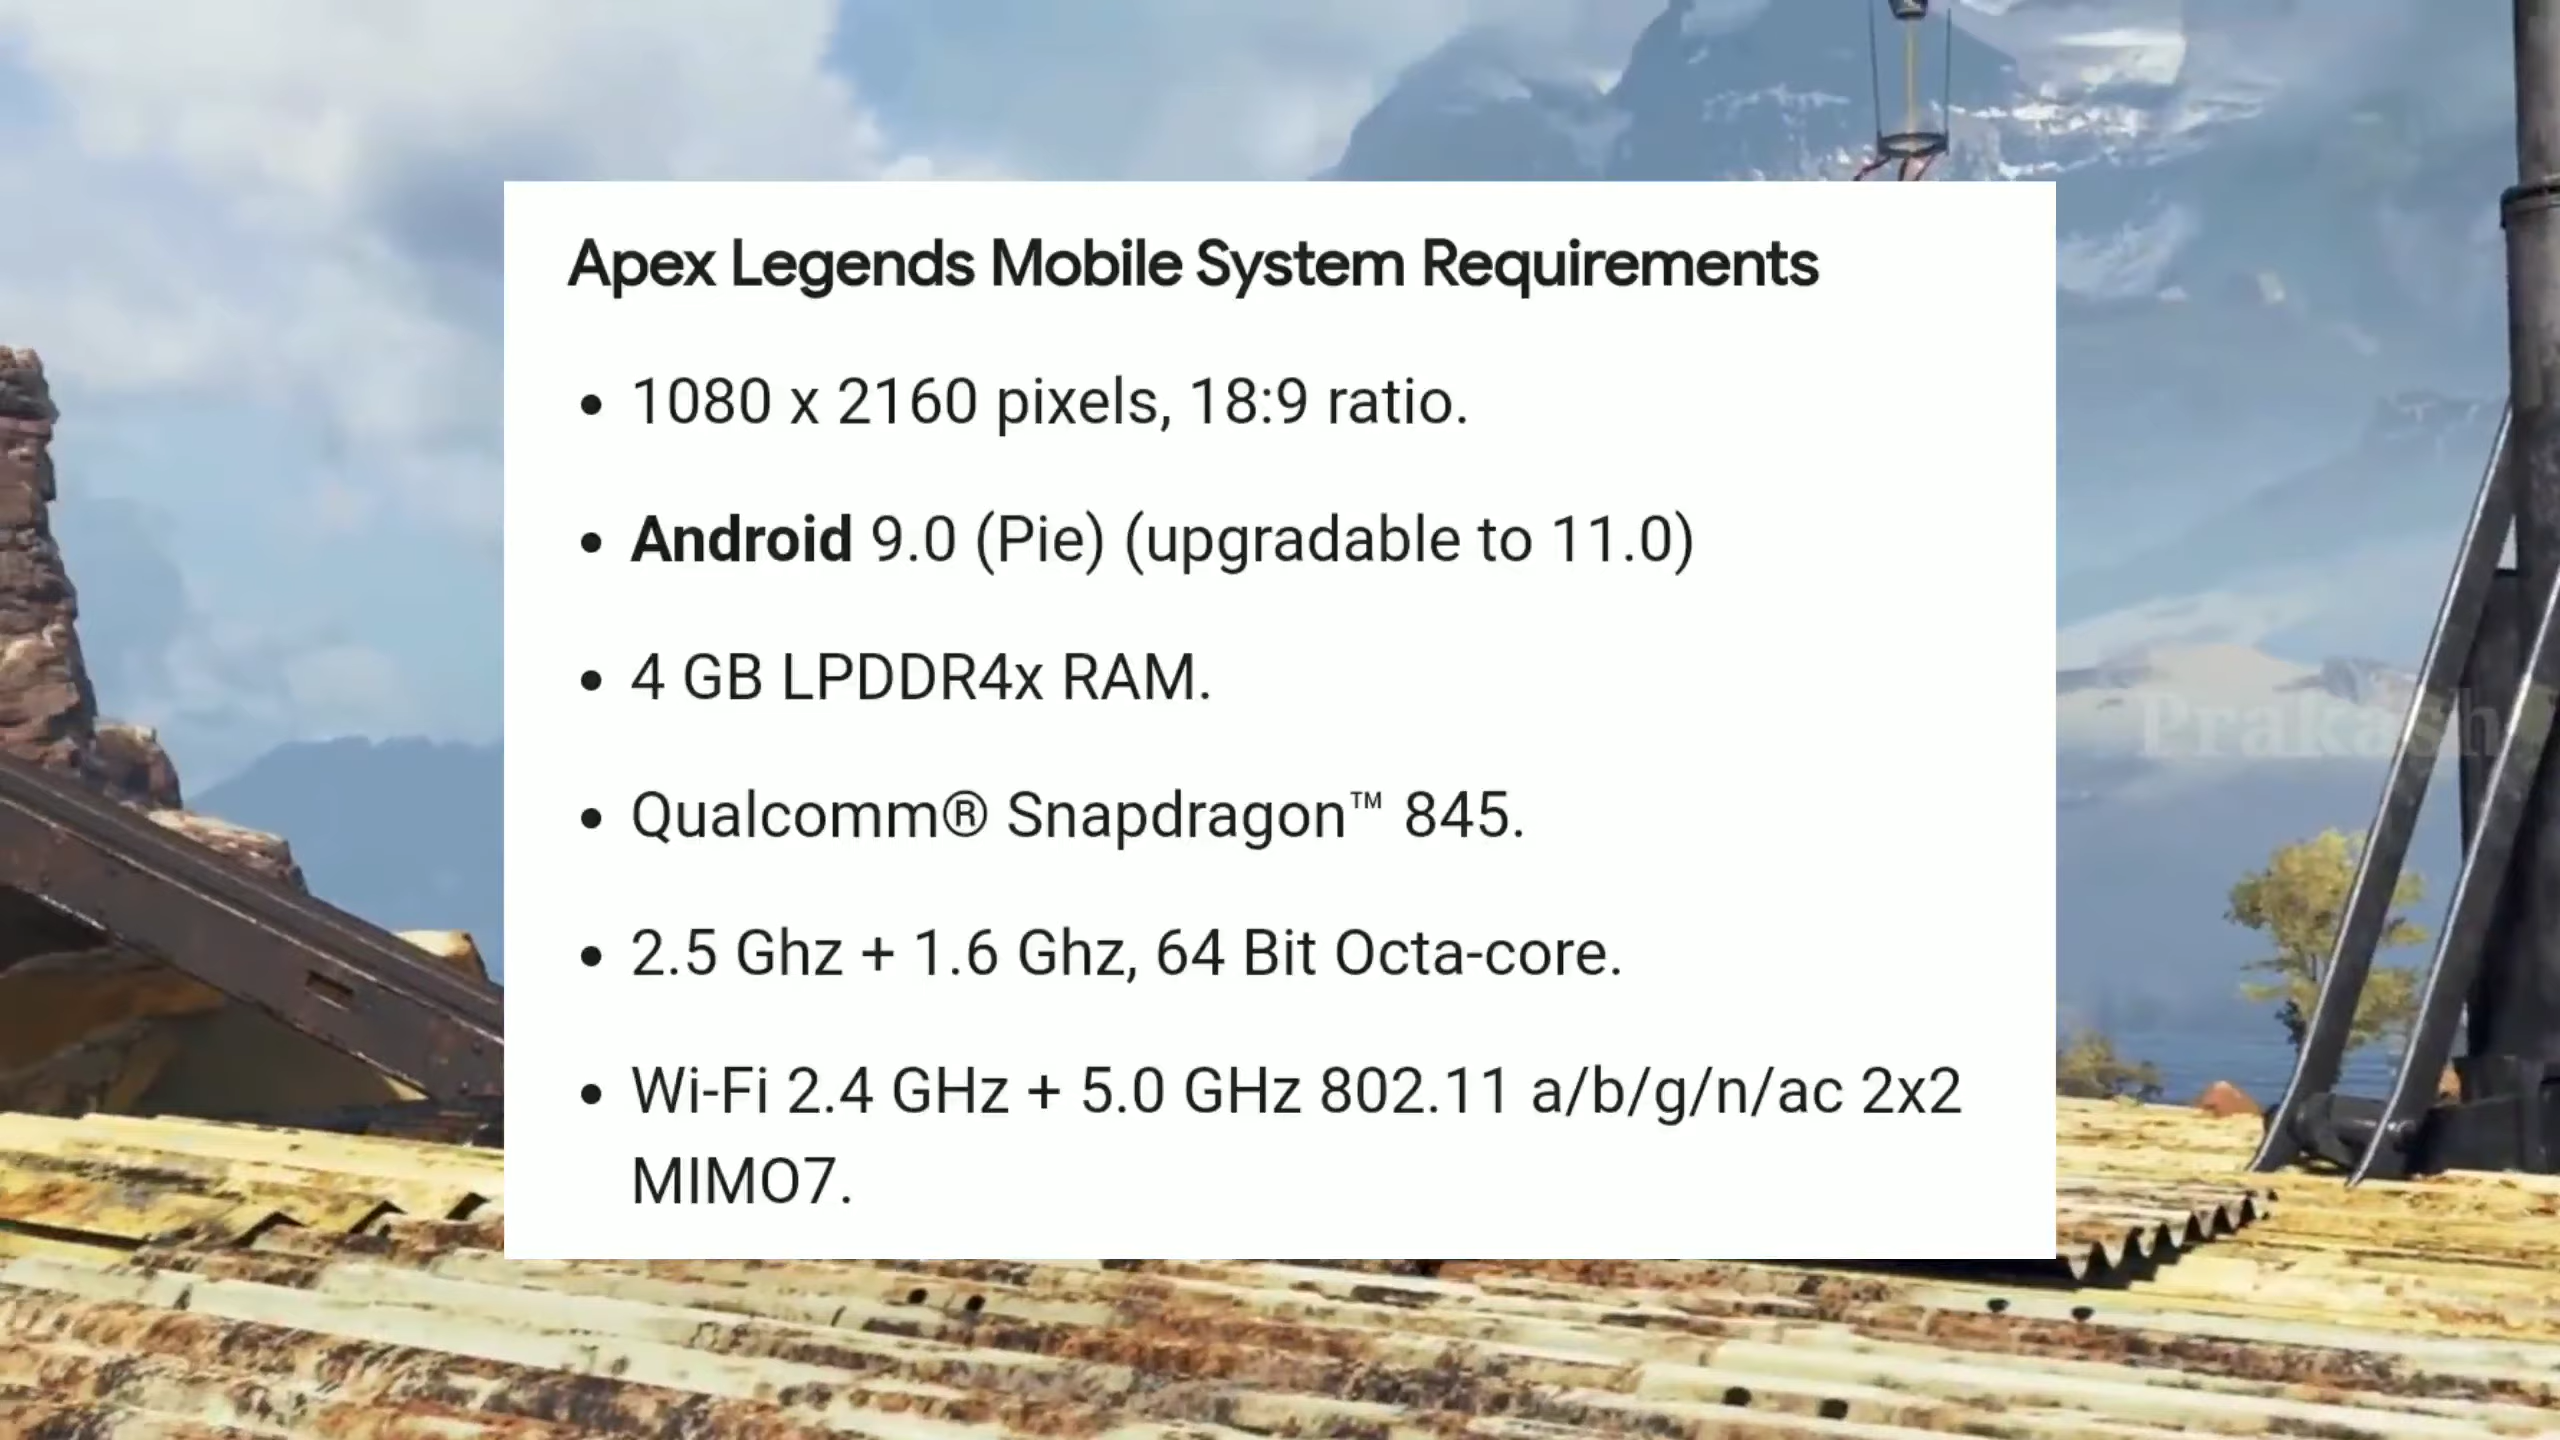 Apex Legends Mobile System Requirements
• 1080 x 2160 pixels, 18:9 ratio.
• Android 9.0 (Pie) (upgradable to 11.0)
• 4 GB LPDDR4x RAM.
Prakash
• Qualcomm® Snapdragon™ 845.
• 2.5 Ghz + 1.6 Ghz, 64 Bit Octa-core.
• Wi-Fi 2.4 GHz + 5.0 GHz 802.11 a/b/g/n/ac 2x2
MIMO7.